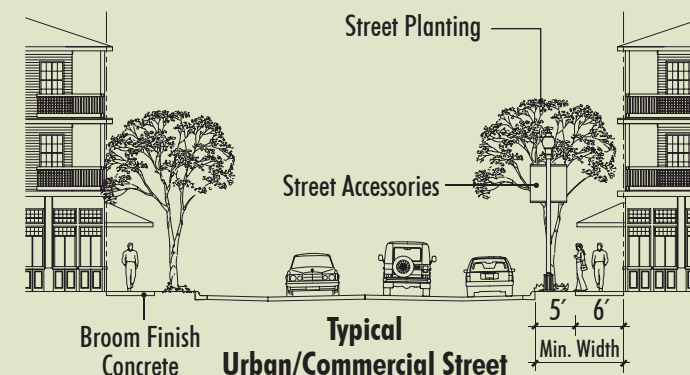 Street Planting
Street Accessories
5′ 6′
Min. Width
Broom Finish
Concrete
Typical
Urban/Commercial Street